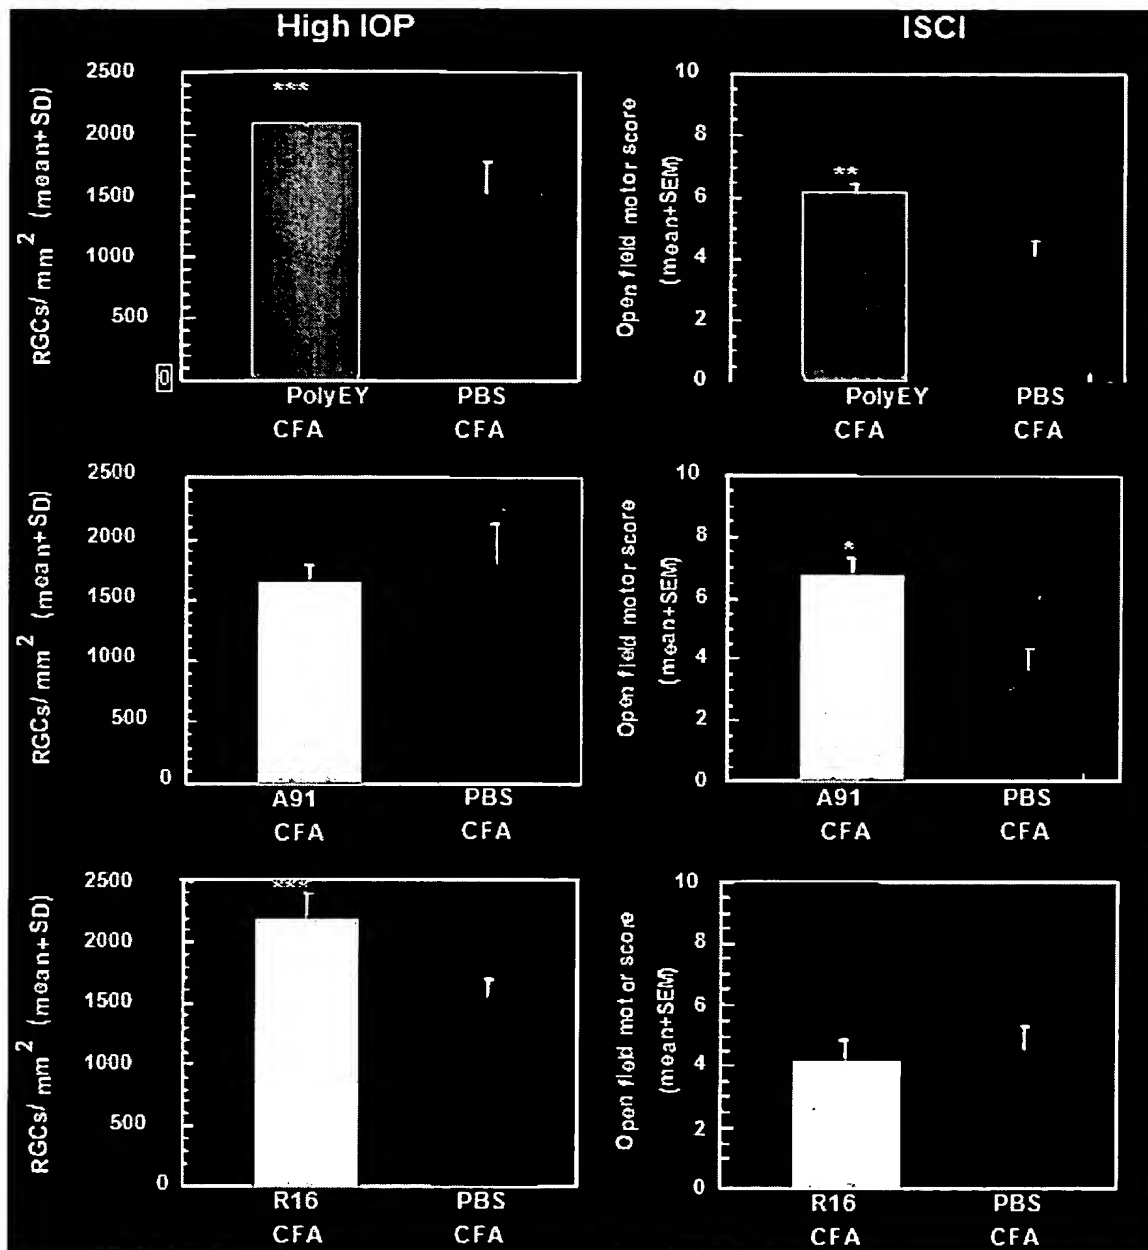 High IOP
ISCI
RGCs/mm² (mean+SD)
2500
2000
1500
1000
500
0
***
PolyEY
CFA
PBS
CFA
Open field motor score
(mean+SEM)
10
8
6
4
2
0
**
PolyEY
CFA
PBS
CFA
RGCs/mm² (mean+SD)
2500
2000
1500
1000
500
0
A91
CFA
PBS
CFA
Open field motor score
(mean+SEM)
10
8
6
4
2
0
*
A91
CFA
PBS
CFA
RGCs/mm² (mean+SD)
2500
2000
1500
1000
500
0
***
R16
CFA
PBS
CFA
Open field motor score
(mean+SEM)
10
8
6
4
2
0
R16
CFA
PBS
CFA